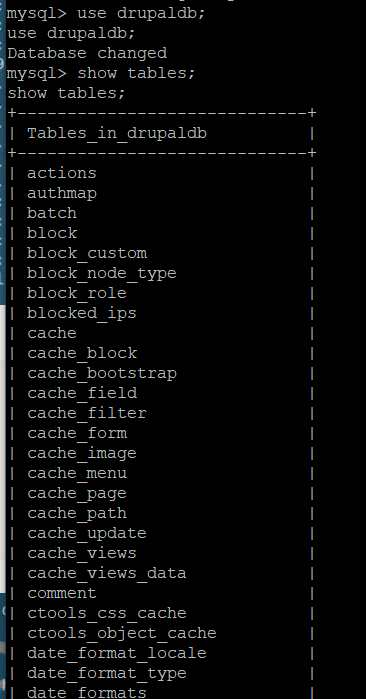 mysql> use drupaldb;
use drupaldb;
Database changed
mysql> show tables;
show tables;
+-----------------------------+
| Tables_in_drupaldb          |
+-----------------------------+
| actions                     |
| authmap                     |
| batch                       |
| block                       |
| block_custom                |
| block_node_type             |
| block_role                  |
| blocked_ips                 |
| cache                       |
| cache_block                 |
| cache_bootstrap             |
| cache_field                 |
| cache_filter                |
| cache_form                  |
| cache_image                 |
| cache_menu                  |
| cache_page                  |
| cache_path                  |
| cache_update                |
| cache_views                 |
| cache_views_data            |
| comment                     |
| ctools_css_cache            |
| ctools_object_cache         |
| date_format_locale          |
| date_format_type            |
| date_formats                |